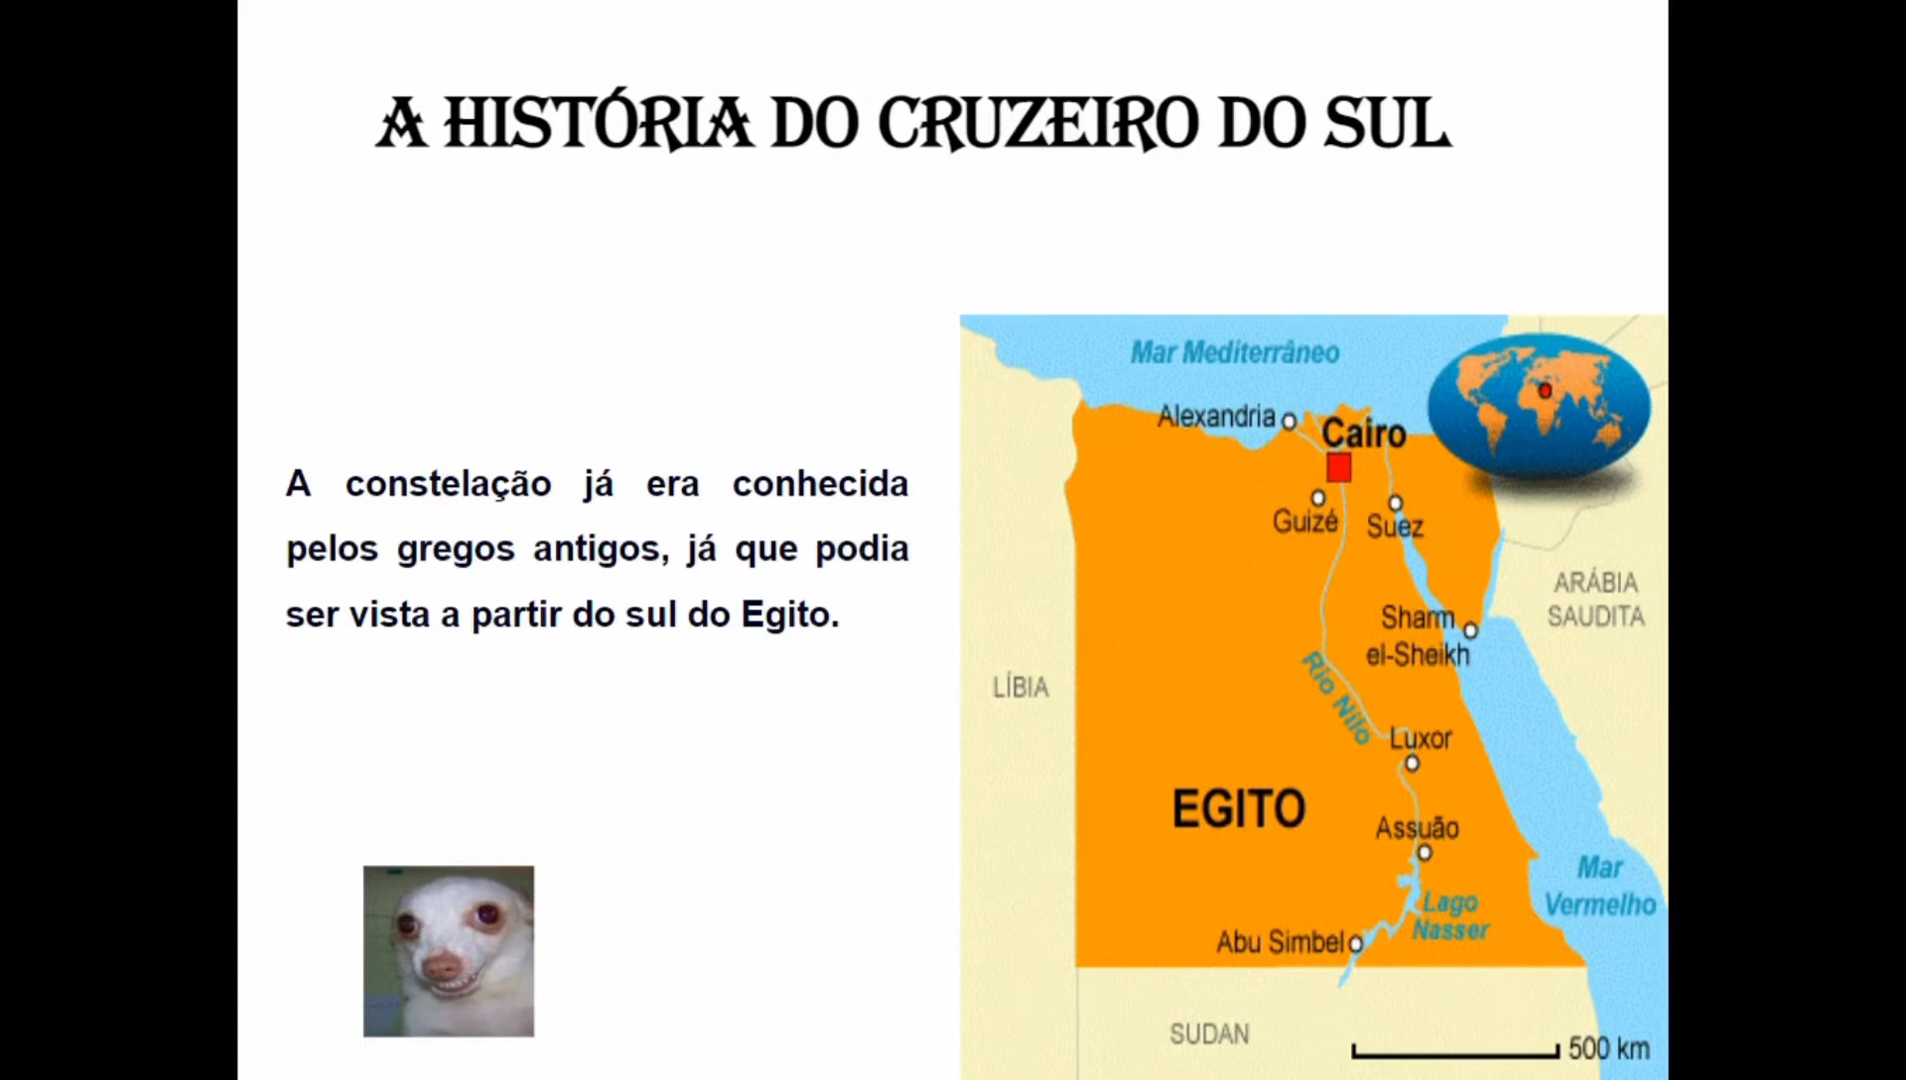 A HISTÓRIA DO CRUZEIRO DO SUL
A constelação já era conhecida
pelos gregos antigos, já que podia
ser vista a partir do sul do Egito.
Mar Mediterrâneo
Alexandria
Cairo
Guizé
Suez
ARÁBIA
SAUDITA
Sharm
el-Sheikh
LÍBIA
Rio Nilo
Luxor
EGITO
Assuão
Mar
Vermelho
Lago
Nasser
Abu Simbel
SUDAN
500 km